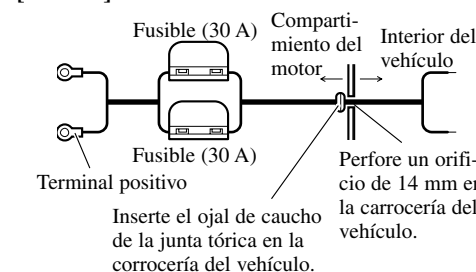 Fusible (30 A)
Comparti-
miento del
motor
Interior del
vehículo
Fusible (30 A)
Terminal positivo
Perfore un orifi-
cio de 14 mm en
la carrocería del
vehículo.
Inserte el ojal de caucho
de la junta tórica en la
corrocería del vehículo.